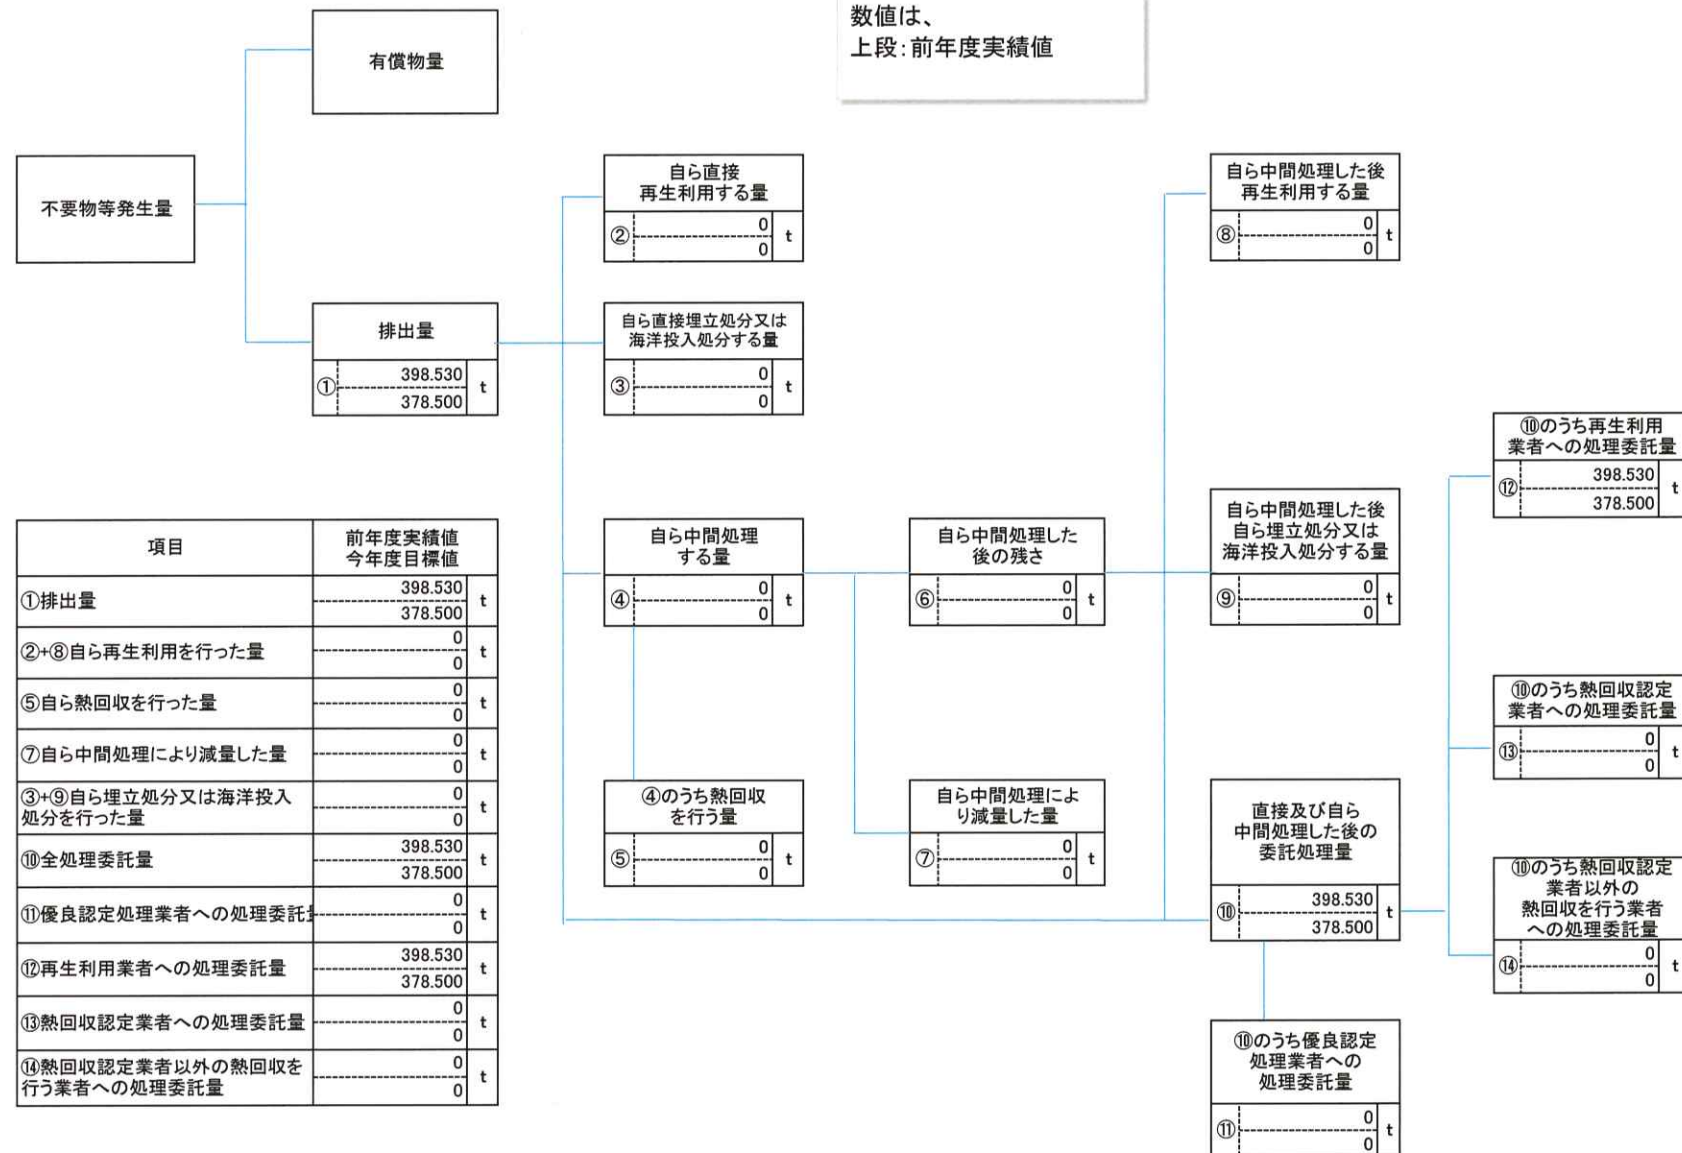 数値は、
上段:前年度実績値
有償物量
不要物等発生量
排出量
①
398.530
378.500
t
自ら直接
再生利用する量
②
0
0
t
自ら直接埋立処分又は
海洋投入処分する量
③
0
0
t
自ら中間処理
する量
④
0
0
t
④のうち熱回収
を行う量
⑤
0
0
t
自ら中間処理した
後の残さ
⑥
0
0
t
自ら中間処理によ
り減量した量
⑦
0
0
t
自ら中間処理した後
再生利用する量
⑧
0
0
t
自ら中間処理した後
自ら埋立処分又は
海洋投入処分する量
⑨
0
0
t
直接及び自ら
中間処理した後の
委託処理量
⑩
398.530
378.500
t
⑩のうち優良認定
処理業者への
処理委託量
⑪
0
0
t
⑩のうち再生利用
業者への処理委託量
⑫
398.530
378.500
t
⑩のうち熱回収認定
業者への処理委託量
⑬
0
0
t
⑩のうち熱回収認定
業者以外の
熱回収を行う業者
への処理委託量
⑭
0
0
t
項目
前年度実績値
今年度目標値
①排出量
398.530
378.500
t
②+⑧自ら再生利用を行った量
0
0
t
⑤自ら熱回収を行った量
0
0
t
⑦自ら中間処理により減量した量
0
0
t
③+⑨自ら埋立処分又は海洋投入
処分を行った量
0
0
t
⑩全処理委託量
398.530
378.500
t
⑪優良認定処理業者への処理委託
0
0
t
⑫再生利用業者への処理委託量
398.530
378.500
t
⑬熱回収認定業者への処理委託量
0
0
t
⑭熱回収認定業者以外の熱回収を
行う業者への処理委託量
0
0
t